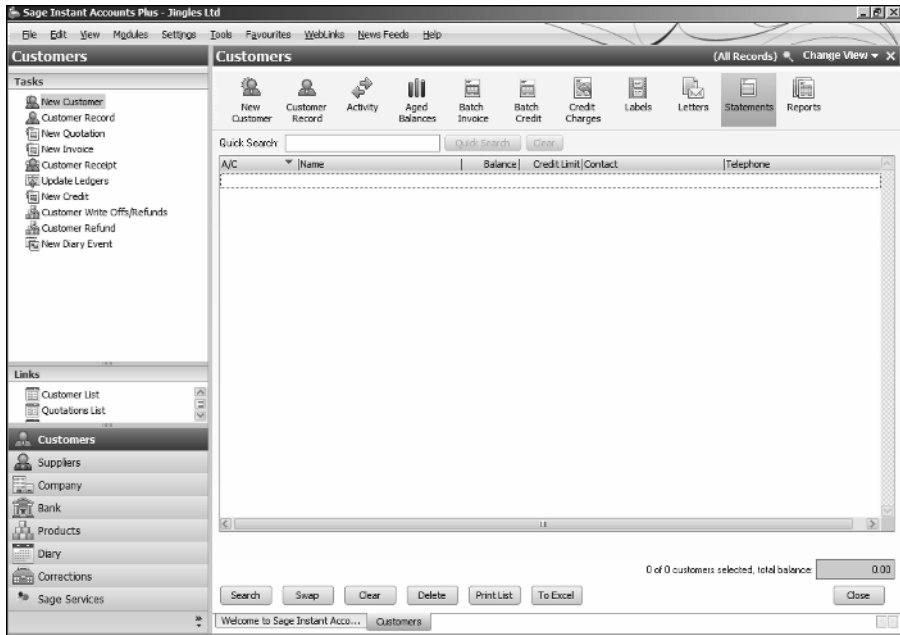 Sage Instant Accounts Plus - Jingles Ltd
File Edit View Modules Settings Tools Favourites WebLinks News Feeds Help
Customers
Tasks
New Customer
Customer Record
New Quotation
New Invoice
Customer Receipt
Update Ledgers
New Credit
Customer Write Offs/Refunds
Customer Refund
New Diary Event
Links
Customer List
Quotations List
Customers
Suppliers
Company
Bank
Products
Diary
Corrections
Sage Services
Customers (All Records) Change View
New Customer
Customer Record
Activity
Aged Balances
Batch Invoice
Batch Credit
Credit Charges
Labels
Letters
Statements
Reports
Quick Search: Quick Search Clear
A/C Name Balance Credit Limit Contact Telephone
0 of 0 customers selected, total balance: 0.00
Search Swap Clear Delete Print List To Excel Close
Welcome to Sage Instant Acco... Customers